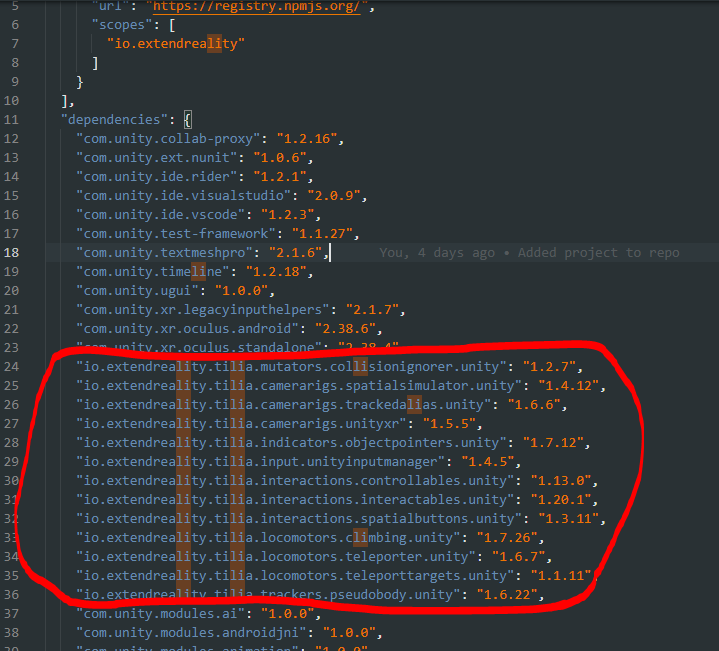 5 "url": "https://registry.npmjs.org/",
6 "scopes": [
7 "io.extendreality"
8 ]
9 }
10 ],
11 "dependencies": {
12 "com.unity.collab-proxy": "1.2.16",
13 "com.unity.ext.nunit": "1.0.6",
14 "com.unity.ide.rider": "1.2.1",
15 "com.unity.ide.visualstudio": "2.0.9",
16 "com.unity.ide.vscode": "1.2.3",
17 "com.unity.test-framework": "1.1.27",
18 "com.unity.textmeshpro": "2.1.6", You, 4 days ago • Added project to repo
19 "com.unity.timeline": "1.2.18",
20 "com.unity.ugui": "1.0.0",
21 "com.unity.xr.legacyinputhelpers": "2.1.7",
22 "com.unity.xr.oculus.android": "2.38.6",
23 "com.unity.xr.oculus.standalone": "2.38.4",
24 "io.extendreality.tilia.mutators.collisionignorer.unity": "1.2.7",
25 "io.extendreality.tilia.camerarigs.spatialsimulator.unity": "1.4.12",
26 "io.extendreality.tilia.camerarigs.trackedalias.unity": "1.6.6",
27 "io.extendreality.tilia.camerarigs.unityxr": "1.5.5",
28 "io.extendreality.tilia.indicators.objectpointers.unity": "1.7.12",
29 "io.extendreality.tilia.input.unityinputmanager": "1.4.5",
30 "io.extendreality.tilia.interactions.controllables.unity": "1.13.0",
31 "io.extendreality.tilia.interactions.interactables.unity": "1.20.1",
32 "io.extendreality.tilia.interactions.spatialbuttons.unity": "1.3.11",
33 "io.extendreality.tilia.locomotors.climbing.unity": "1.7.26",
34 "io.extendreality.tilia.locomotors.teleporter.unity": "1.6.7",
35 "io.extendreality.tilia.locomotors.teleporttargets.unity": "1.1.11",
36 "io.extendreality.tilia.trackers.pseudobody.unity": "1.6.22",
37 "com.unity.modules.ai": "1.0.0",
38 "com.unity.modules.androidjni": "1.0.0",
39 "com.unity.modules.animation": "1.0.0",